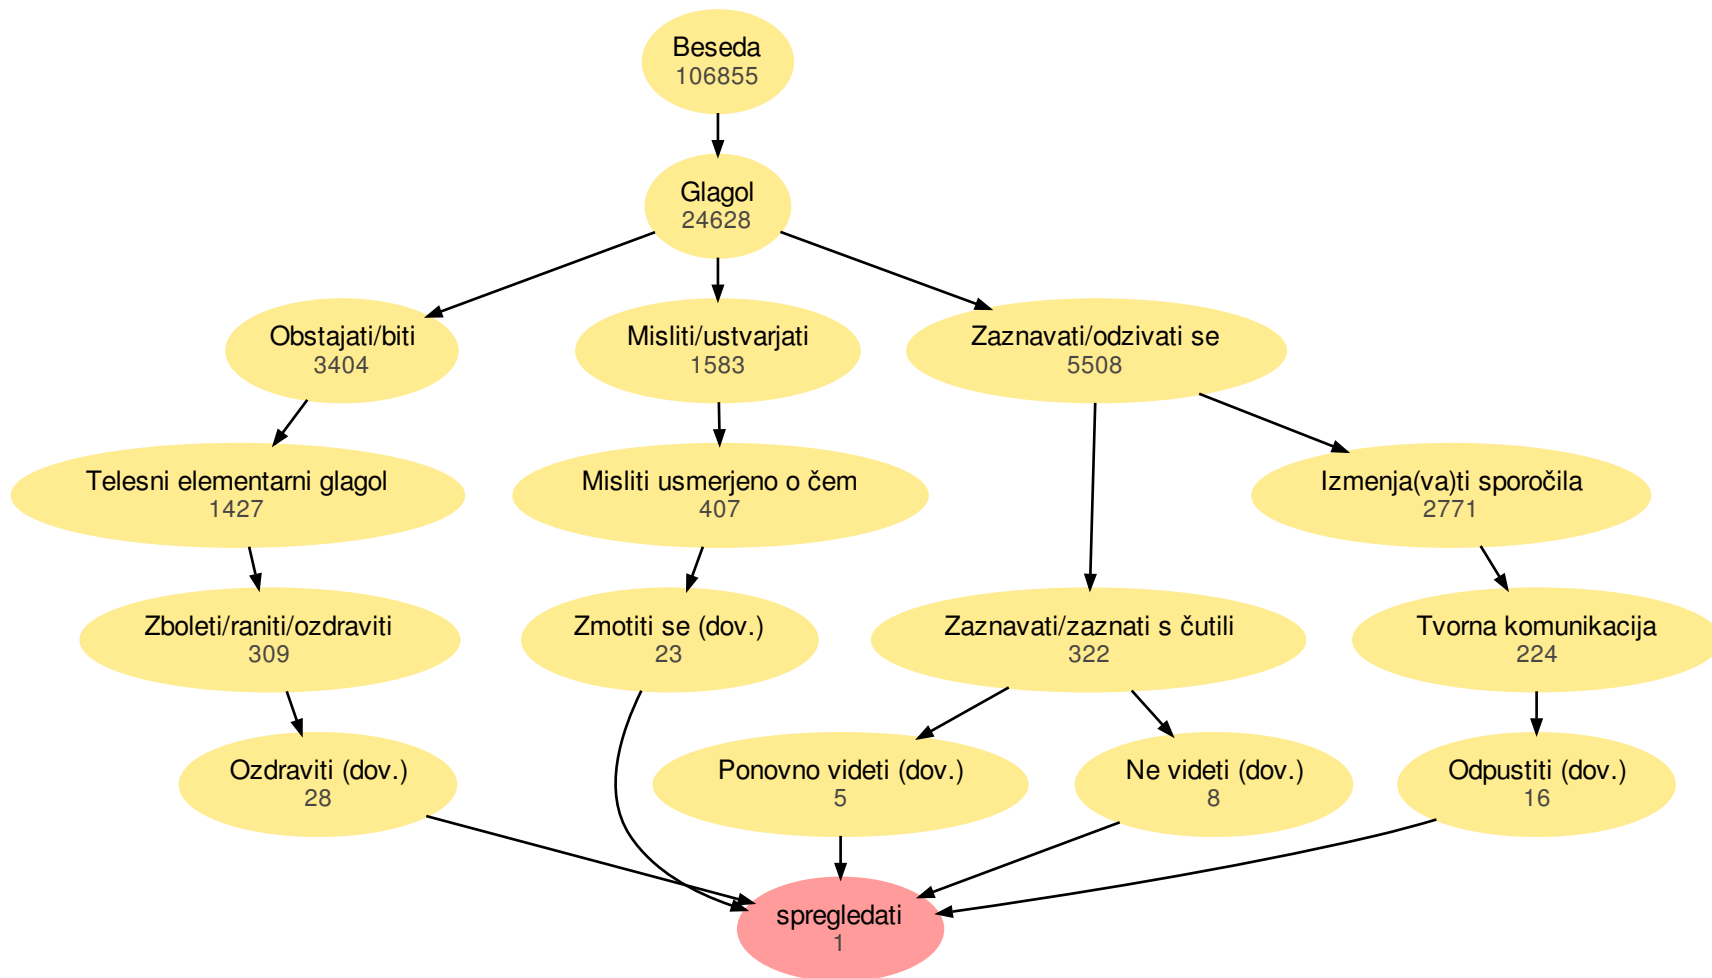 Beseda
106855
Glagol
24628
Obstajati/biti
3404
Misliti/ustvarjati
1583
Zaznavati/odzivati se
5508
Telesni elementarni glagol
1427
Misliti usmerjeno o čem
407
Izmenja(va)ti sporočila
2771
Zboleti/raniti/ozdraviti
309
Zmotiti se (dov.)
23
Zaznavati/zaznati s čutili
322
Tvorna komunikacija
224
Ozdraviti (dov.)
28
Ponovno videti (dov.)
5
Ne videti (dov.)
8
Odpustiti (dov.)
16
spregledati
1